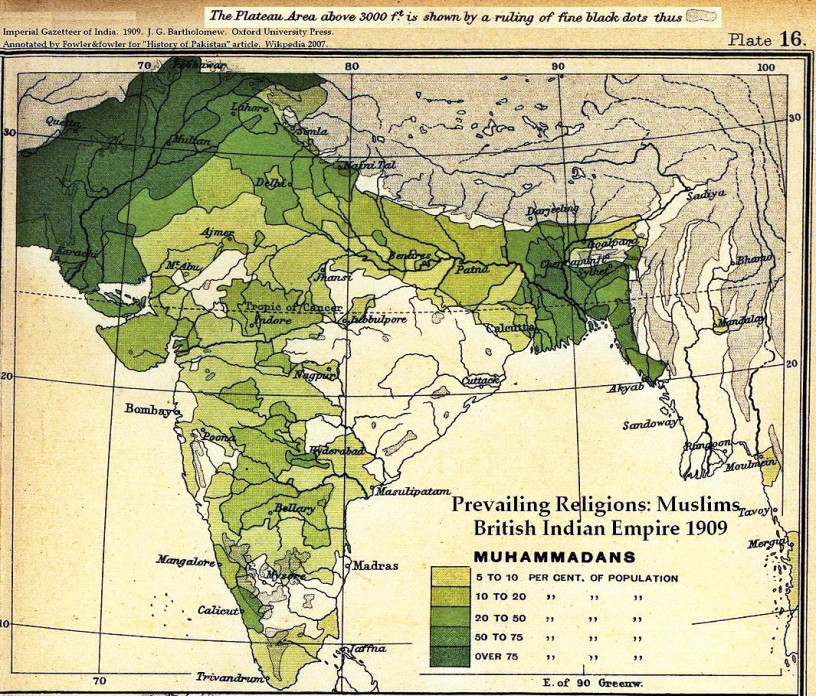 The Plateau Area above 3000 ft is shown by a ruling of fine black dots thus
Imperial Gazetteer of India. 1909. J. G. Bartholomew. Oxford University Press.
Annotated by Fowler&fowler for "History of Pakistan" article. Wikpedia 2007.
Plate 16.
70
80
90
100
Peshawar
Lahore
Simla
Quetta
30
30
Multan
Naini Tal
Delhi
Sadiya
Darjeeling
Ajmer
Goalpara
Karachi
Benares
Cherrapunji
Bhamo
Mt Abu
Patna
Sylhet
Jhansi
Tropic of Cancer
Indore
Jubbulpore
Calcutta
Mandalay
20
20
Nagpur
Cuttack
Akyab
Bombay
Sandoway
Poona
Hyderabad
Rangoon
Moulmein
Masulipatam
Prevailing Religions: Muslims
British Indian Empire 1909
Bellary
Tavoy
Mergui
MUHAMMADANS
Mangalore
Madras
5 TO 10 PER CENT. OF POPULATION
Mysore
10 TO 20 ,, ,, ,,
Calicut
20 TO 50 ,, ,, ,,
10
50 TO 75 ,, ,, ,,
Jaffna
OVER 75 ,, ,, ,,
70
Trivandrum
80
E. of 90 Greenw.